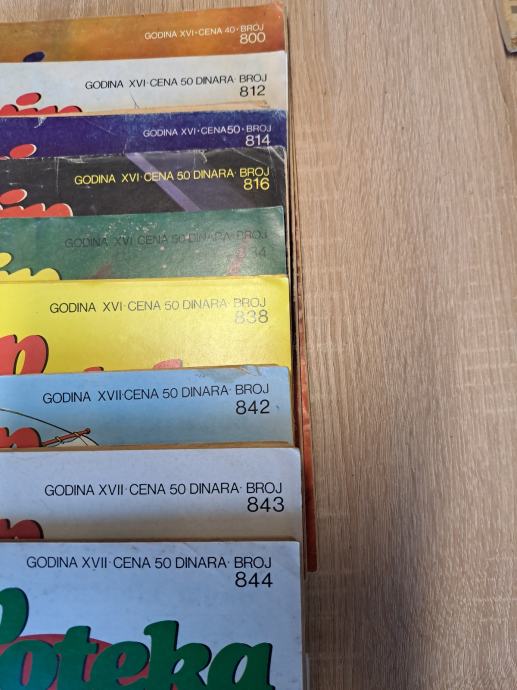 GODINA XVI · CENA 40 · BROJ
800
GODINA XVI · CENA 50 DINARA · BROJ
812
GODINA XVI · CENA 50 · BROJ
814
GODINA XVI · CENA 50 DINARA · BROJ
816
GODINA XVI · CENA 50 DINARA · BROJ
GODINA XVI · CENA 50 DINARA · BROJ
838
GODINA XVII · CENA 50 DINARA · BROJ
842
GODINA XVII · CENA 50 DINARA · BROJ
843
GODINA XVII · CENA 50 DINARA · BROJ
844
oteka